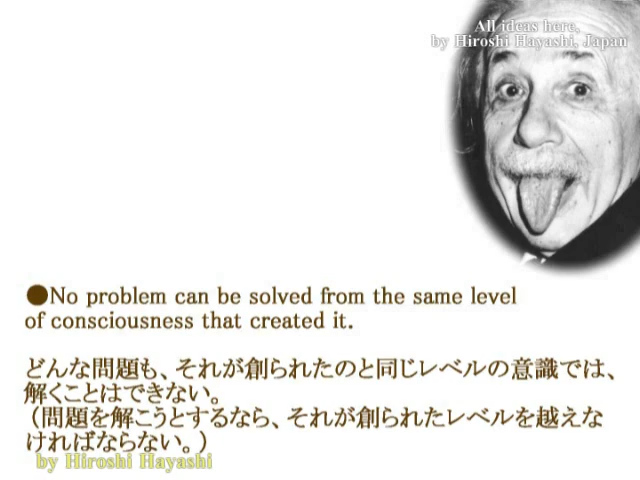 All ideas here,
by Hiroshi Hayashi, Japan
●No problem can be solved from the same level
of consciousness that created it.
どんな問題も、それが創られたのと同じレベルの意識では、
解くことはできない。
（問題を解こうとするなら、それが創られたレベルを越えな
ければならない。）
by Hiroshi Hayashi